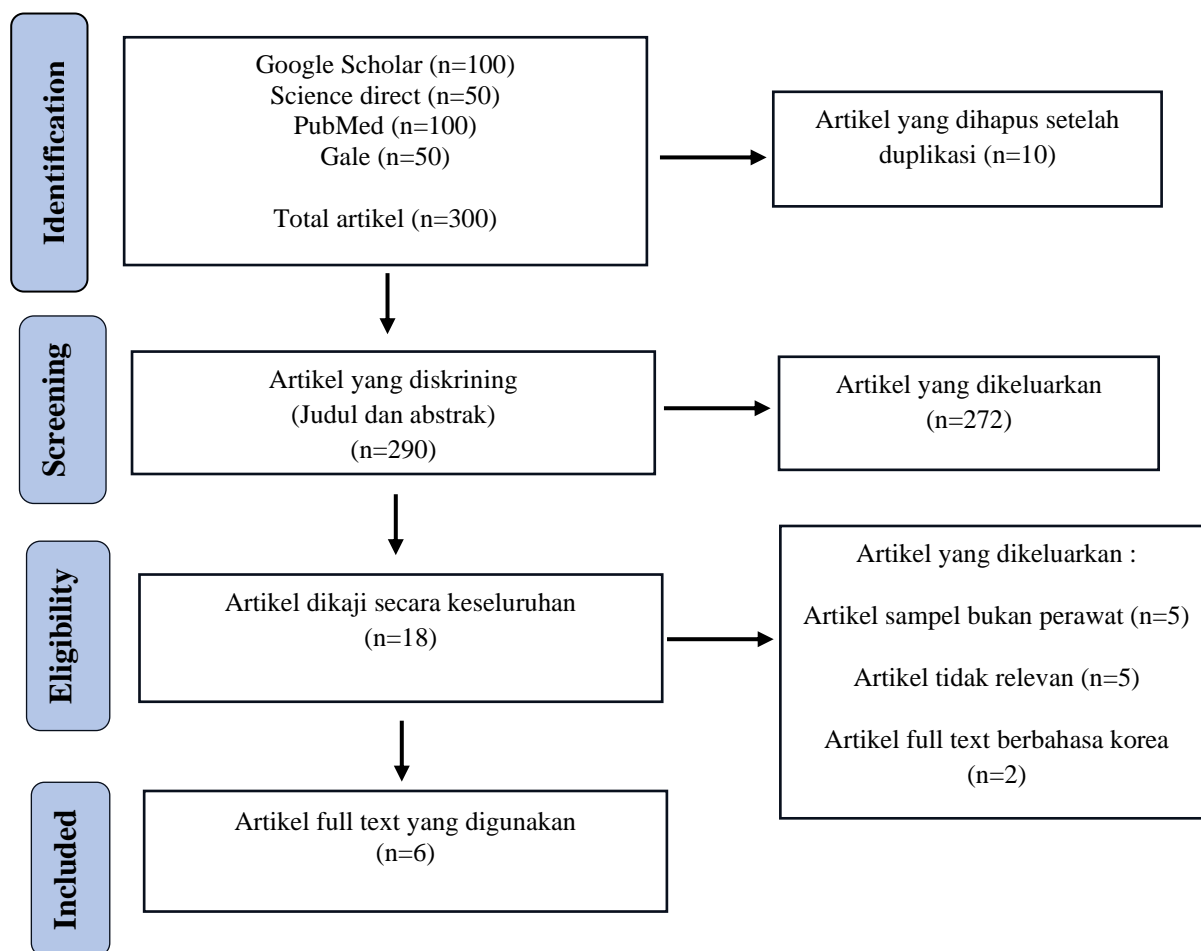 Identification
Google Scholar (n=100)
Science direct (n=50)
PubMed (n=100)
Gale (n=50)
Total artikel (n=300)
Artikel yang dihapus setelah
duplikasi (n=10)
Screening
Artikel yang diskrining
(Judul dan abstrak)
(n=290)
Artikel yang dikeluarkan
(n=272)
Eligibility
Artikel dikaji secara keseluruhan
(n=18)
Artikel yang dikeluarkan :
Artikel sampel bukan perawat (n=5)
Artikel tidak relevan (n=5)
Artikel full text berbahasa korea
(n=2)
Included
Artikel full text yang digunakan
(n=6)